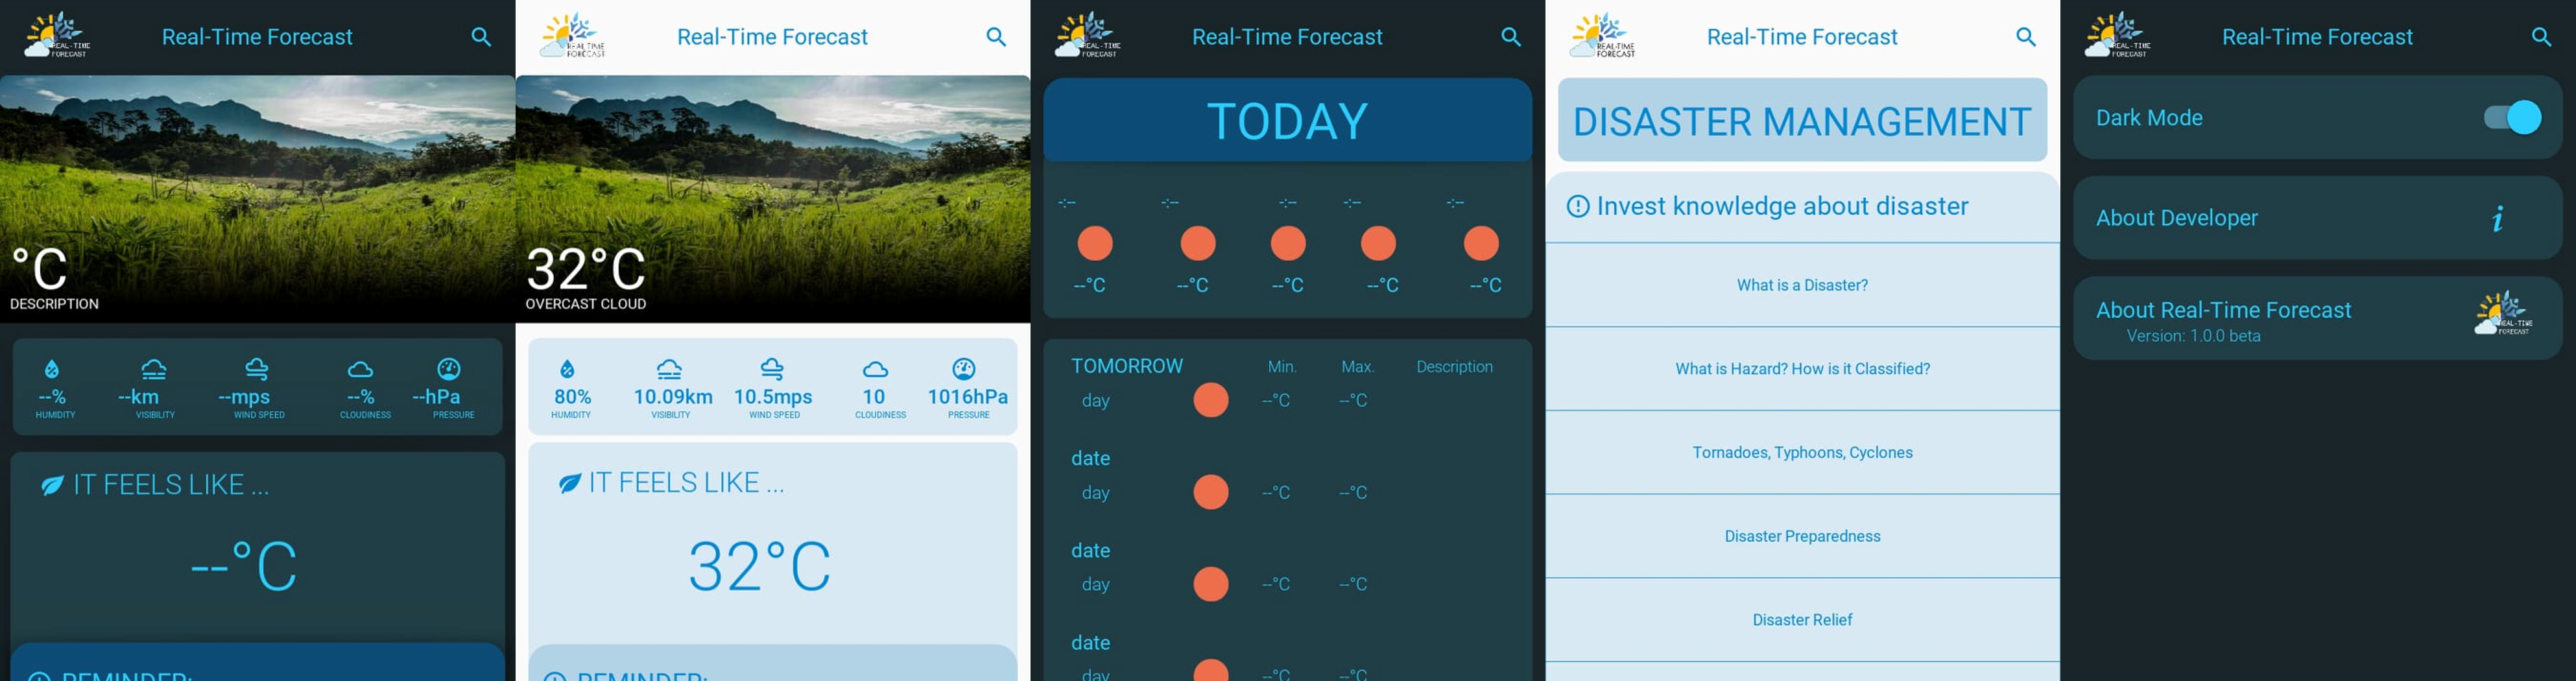 REAL-TIME
FORECAST
Real-Time Forecast
°C
DESCRIPTION
--% --km --mps --% --hPa
HUMIDITY VISIBILITY WIND SPEED CLOUDINESS PRESSURE
IT FEELS LIKE ...
--°C
REMINDER:
REAL-TIME
FORECAST
Real-Time Forecast
32°C
OVERCAST CLOUD
80% 10.09km 10.5mps 10 1016hPa
HUMIDITY VISIBILITY WIND SPEED CLOUDINESS PRESSURE
IT FEELS LIKE ...
32°C
REMINDER:
REAL-TIME
FORECAST
Real-Time Forecast
TODAY
-:-- -:-- -:-- -:-- -:--
--°C --°C --°C --°C --°C
TOMORROW Min. Max. Description
day --°C --°C
date
day --°C --°C
date
day --°C --°C
date
day --°C --°C
REAL-TIME
FORECAST
Real-Time Forecast
DISASTER MANAGEMENT
Invest knowledge about disaster
What is a Disaster?
What is Hazard? How is it Classified?
Tornadoes, Typhoons, Cyclones
Disaster Preparedness
Disaster Relief
REAL-TIME
FORECAST
Real-Time Forecast
Dark Mode
About Developer
i
About Real-Time Forecast
Version: 1.0.0 beta
REAL-TIME
FORECAST